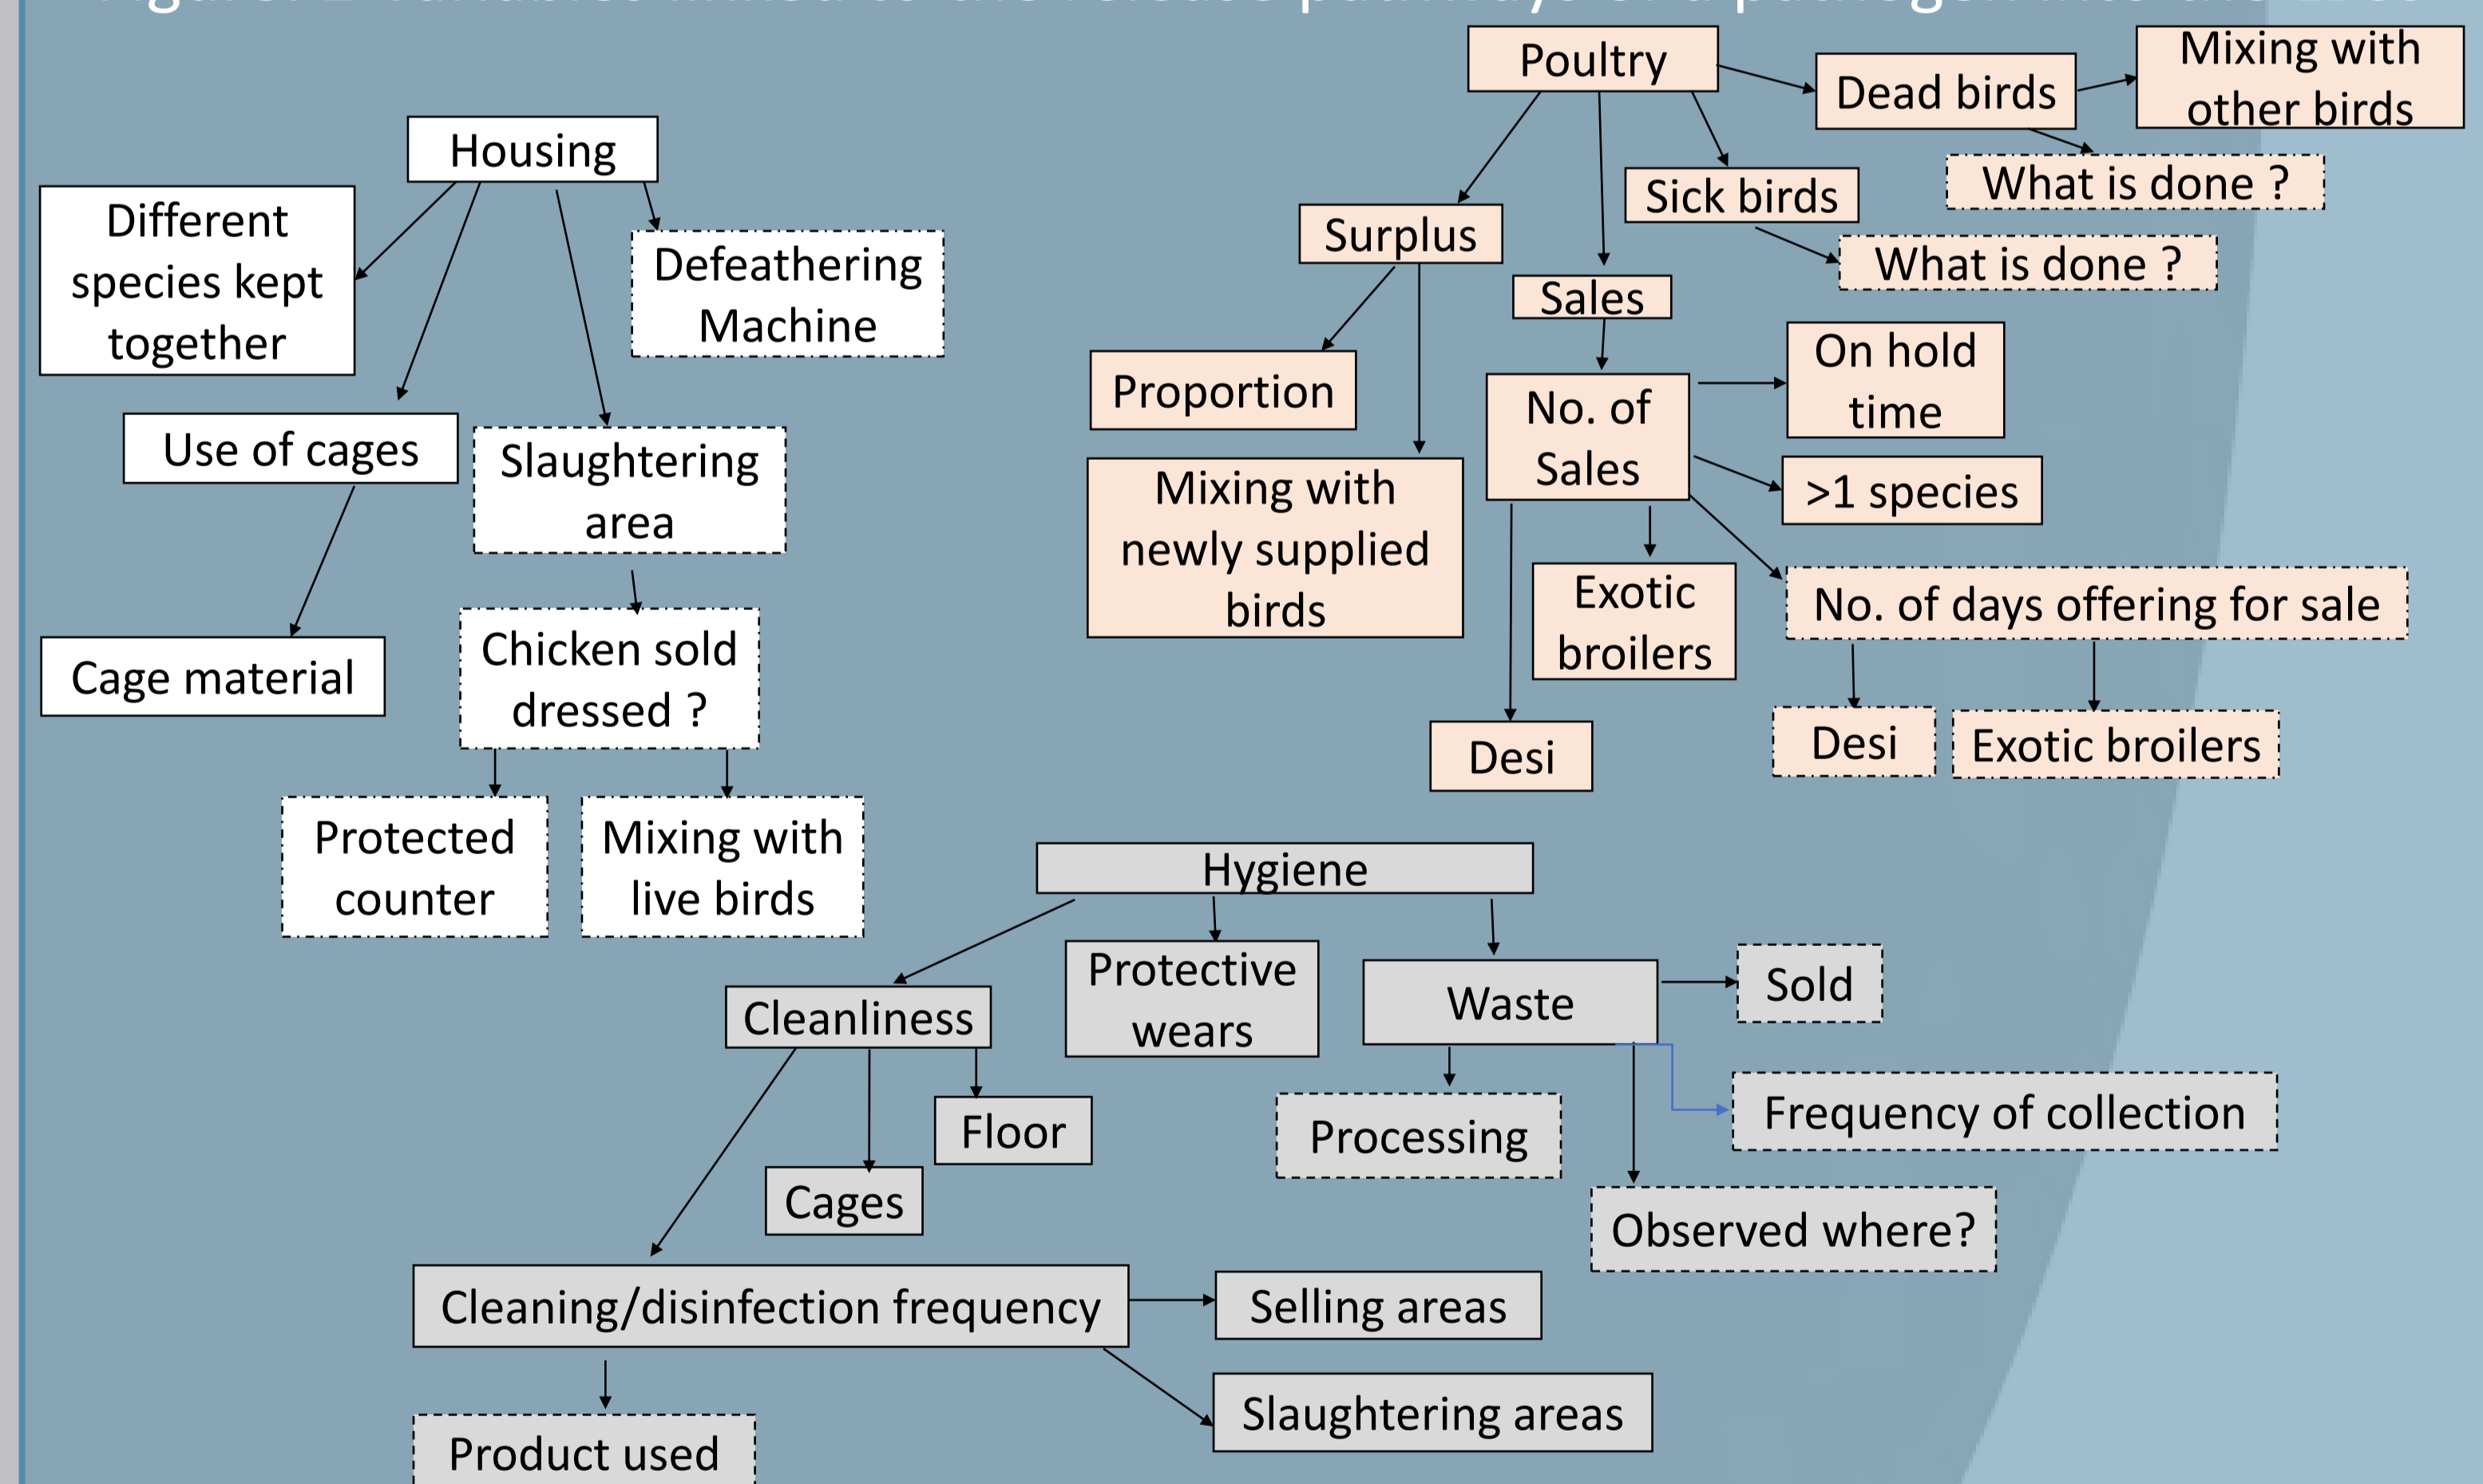 Poultry
Dead birds
Mixing with
other birds
What is done ?
Sick birds
What is done ?
Surplus
Sales
Proportion
Mixing with
newly supplied
birds
No. of
Sales
On hold
time
>1 species
Exotic
broilers
Desi
No. of days offering for sale
Desi
Exotic broilers
Housing
Different
species kept
together
Defeathering
Machine
Use of cages
Slaughtering
area
Cage material
Chicken sold
dressed ?
Protected
counter
Mixing with
live birds
Hygiene
Cleanliness
Protective
wears
Waste
Sold
Floor
Cages
Processing
Frequency of collection
Observed where?
Cleaning/disinfection frequency
Selling areas
Slaughtering areas
Product used